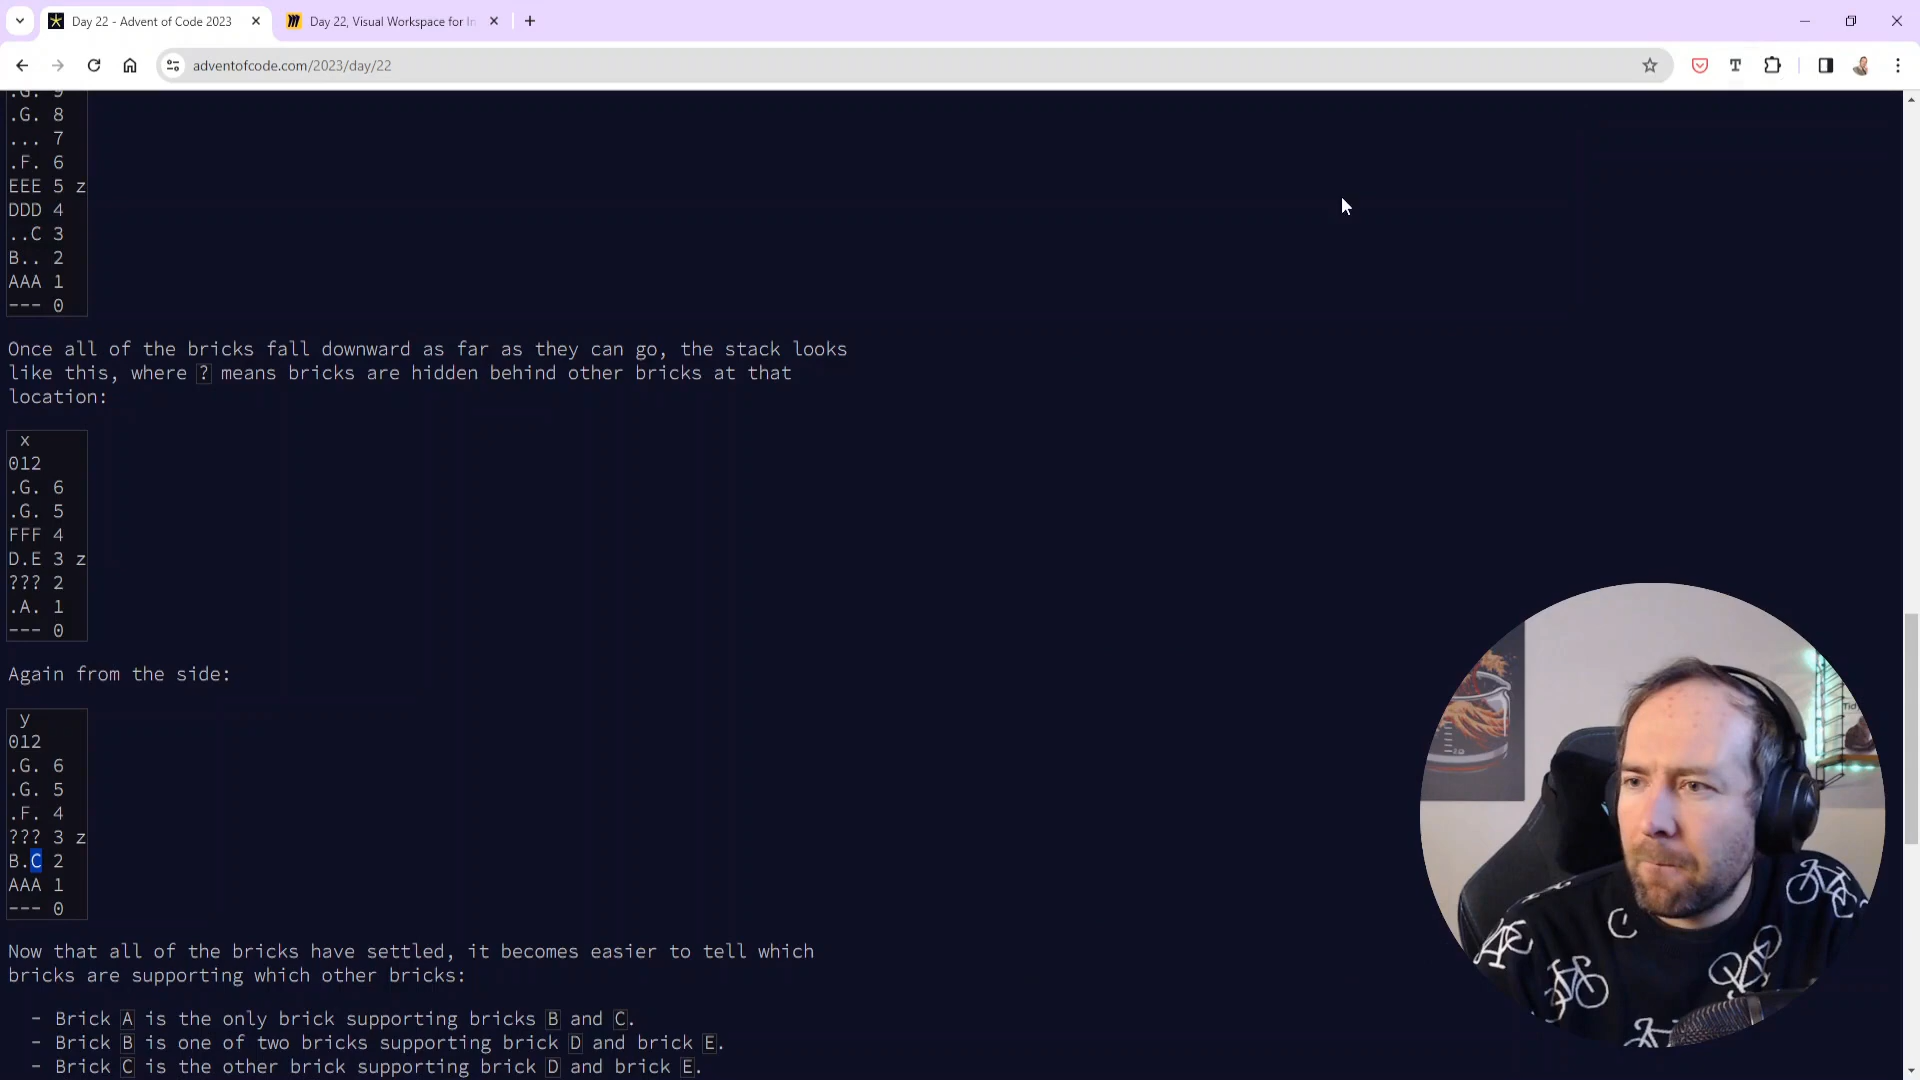 Day 22 - Advent of Code 2023
Day 22, Visual Workspace for In
adventofcode.com/2023/day/22
.G. 9
.G. 8
... 7
.F. 6
EEE 5 z
DDD 4
..C 3
B.. 2
AAA 1
--- 0
Once all of the bricks fall downward as far as they can go, the stack looks
like this, where ? means bricks are hidden behind other bricks at that
location:
x
012
.G. 6
.G. 5
FFF 4
D.E 3 z
??? 2
.A. 1
--- 0
Again from the side:
y
012
.G. 6
.G. 5
.F. 4
??? 3 z
B.C 2
AAA 1
--- 0
Now that all of the bricks have settled, it becomes easier to tell which
bricks are supporting which other bricks:
- Brick A is the only brick supporting bricks B and C.
- Brick B is one of two bricks supporting brick D and brick E.
- Brick C is the other brick supporting brick D and brick E.